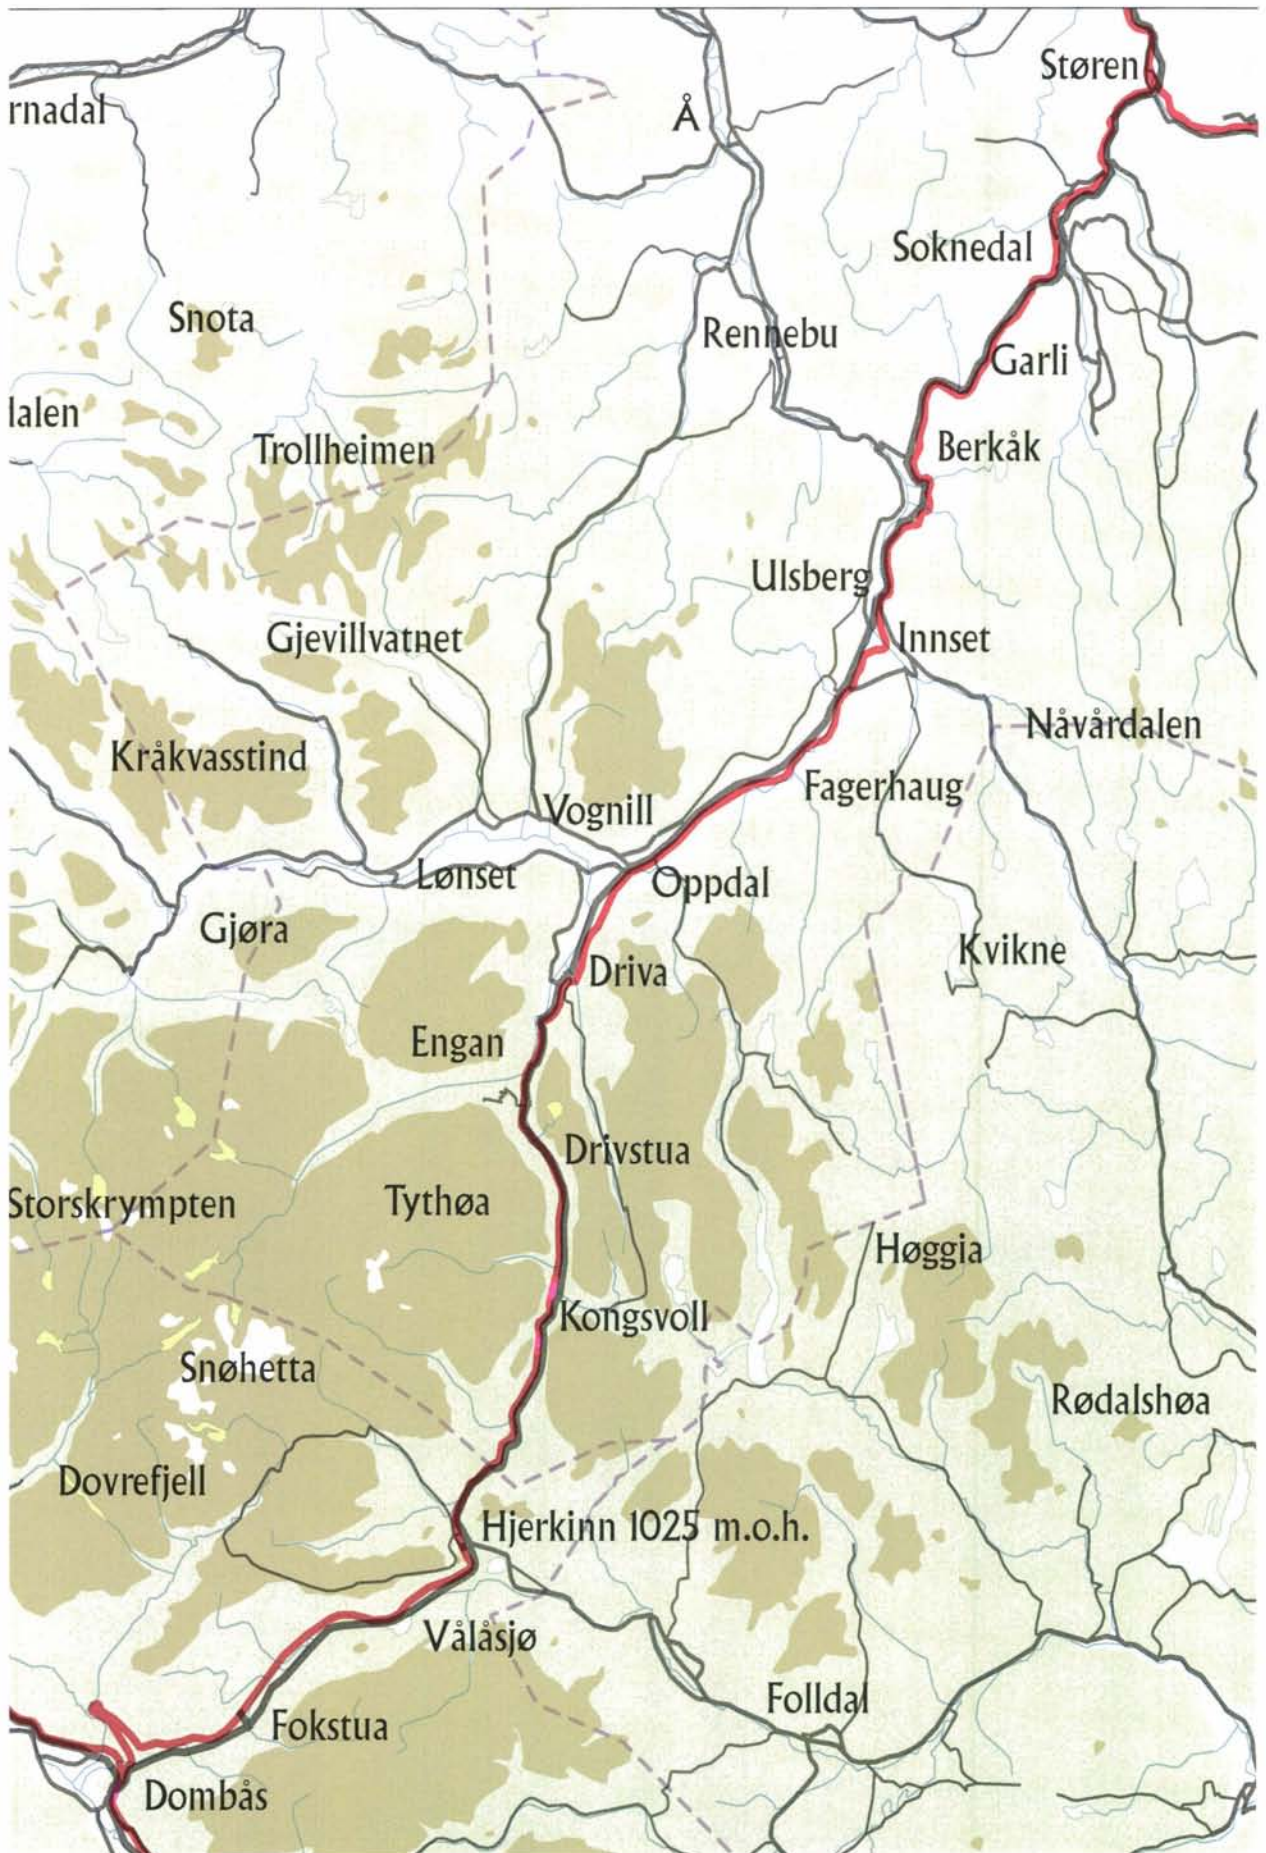 Støren
rnadal
Å
Soknedal
Snota
Rennebu
Garli
lalen
Trollheimen
Berkåk
Ulsberg
Gjevillvatnet
Innset
Nåvårdalen
Kråkvasstind
Fagerhaug
Vognill
Lønset
Oppdal
Gjøra
Kvikne
Driva
Engan
Drivstua
Storskrympten
Tythøa
Høggia
Kongsvoll
Snøhetta
Rødalshøa
Dovrefjell
Hjerkinn 1025 m.o.h.
Vålåsjø
Folldal
Fokstua
Dombås